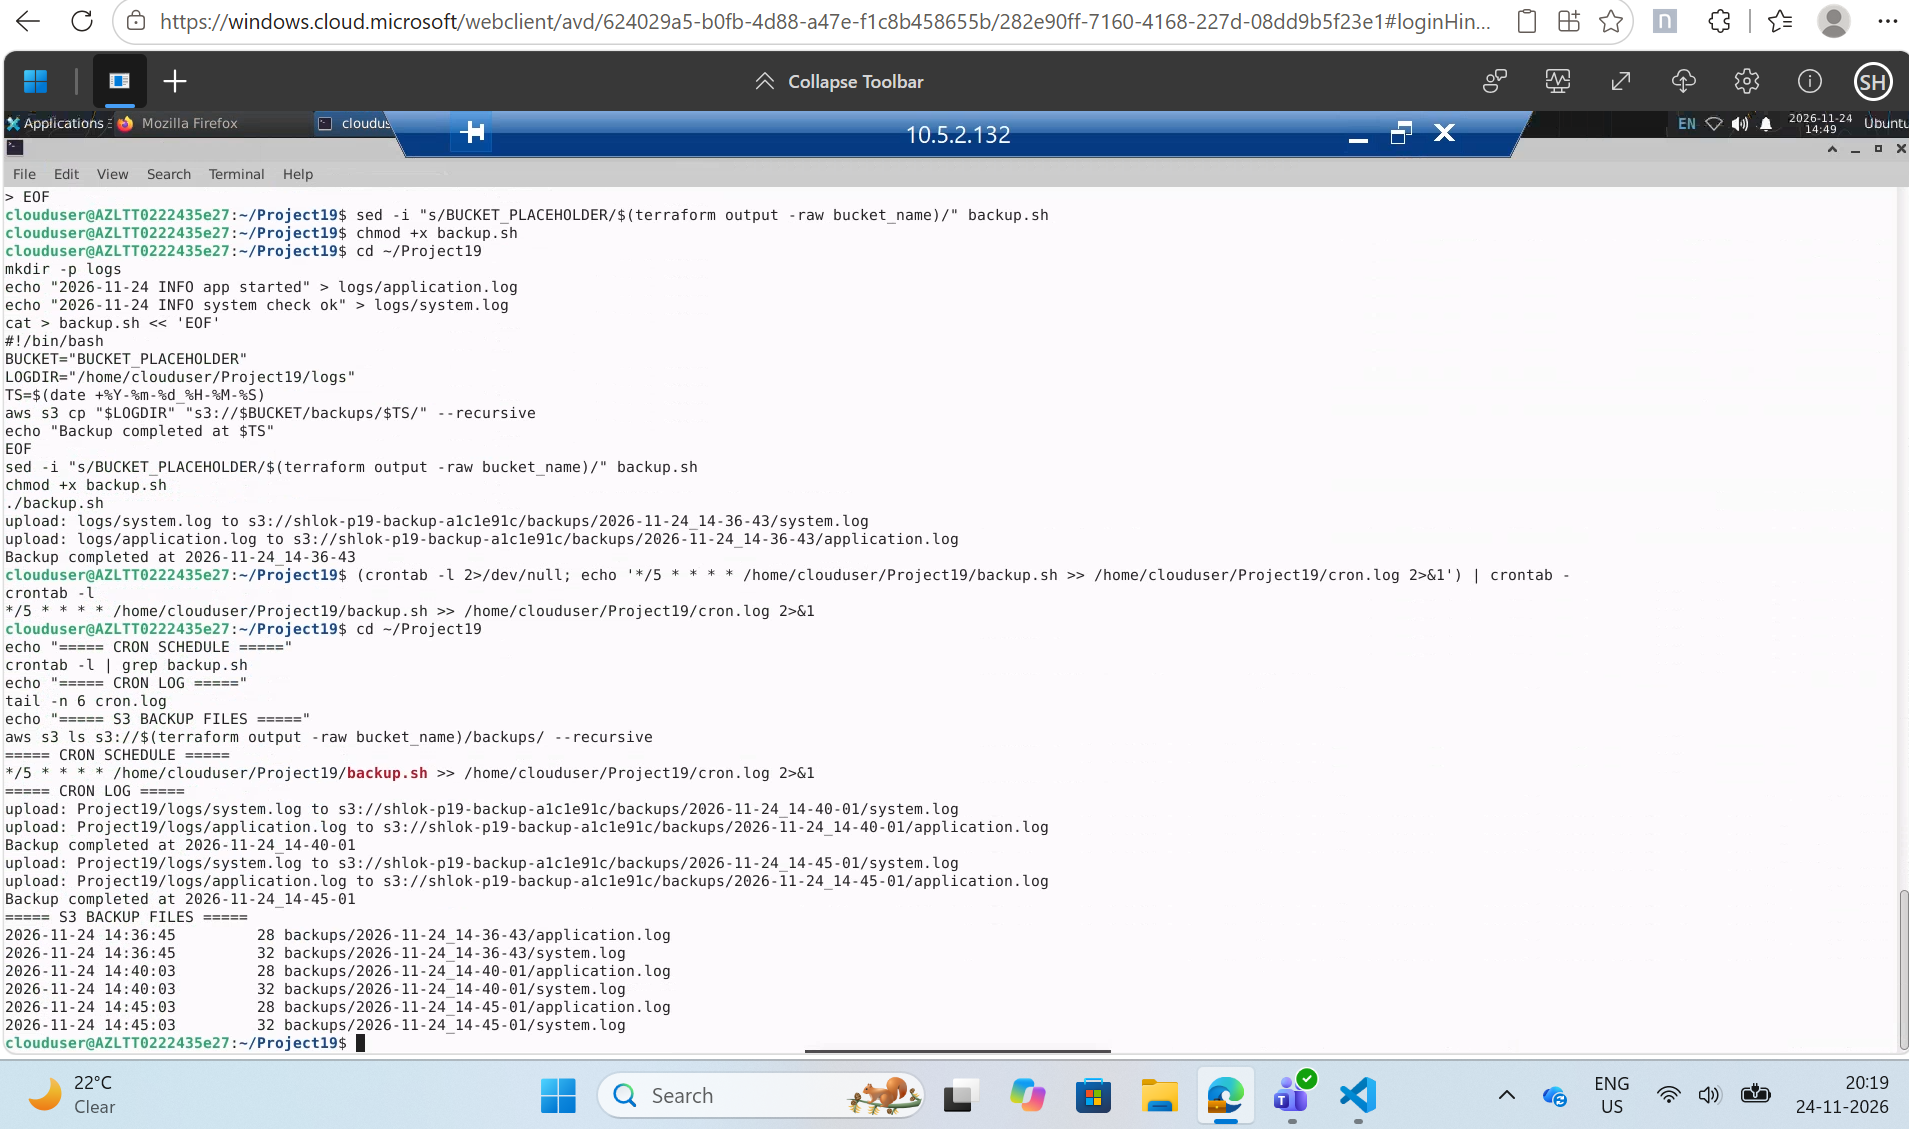 https://windows.cloud.microsoft/webclient/avd/624029a5-b0fb-4d88-a47e-f1c8b458655b/282e90ff-7160-4168-227d-08dd9b5f23e1#loginHin...
Collapse Toolbar
SH
Applications
Mozilla Firefox
cloudus
10.5.2.132
EN
2026-11-24
14:49
Ubuntu
File Edit View Search Terminal Help
> EOF
clouduser@AZLTT0222435e27:~/Project19$ sed -i "s/BUCKET_PLACEHOLDER/$(terraform output -raw bucket_name)/" backup.sh
clouduser@AZLTT0222435e27:~/Project19$ chmod +x backup.sh
clouduser@AZLTT0222435e27:~/Project19$ cd ~/Project19
mkdir -p logs
echo "2026-11-24 INFO app started" > logs/application.log
echo "2026-11-24 INFO system check ok" > logs/system.log
cat > backup.sh << 'EOF'
#!/bin/bash
BUCKET="BUCKET_PLACEHOLDER"
LOGDIR="/home/clouduser/Project19/logs"
TS=$(date +%Y-%m-%d_%H-%M-%S)
aws s3 cp "$LOGDIR" "s3://$BUCKET/backups/$TS/" --recursive
echo "Backup completed at $TS"
EOF
sed -i "s/BUCKET_PLACEHOLDER/$(terraform output -raw bucket_name)/" backup.sh
chmod +x backup.sh
./backup.sh
upload: logs/system.log to s3://shlok-p19-backup-a1c1e91c/backups/2026-11-24_14-36-43/system.log
upload: logs/application.log to s3://shlok-p19-backup-a1c1e91c/backups/2026-11-24_14-36-43/application.log
Backup completed at 2026-11-24_14-36-43
clouduser@AZLTT0222435e27:~/Project19$ (crontab -l 2>/dev/null; echo '*/5 * * * * /home/clouduser/Project19/backup.sh >> /home/clouduser/Project19/cron.log 2>&1') | crontab -
crontab -l
*/5 * * * * /home/clouduser/Project19/backup.sh >> /home/clouduser/Project19/cron.log 2>&1
clouduser@AZLTT0222435e27:~/Project19$ cd ~/Project19
echo "===== CRON SCHEDULE ====="
crontab -l | grep backup.sh
echo "===== CRON LOG ====="
tail -n 6 cron.log
echo "===== S3 BACKUP FILES ====="
aws s3 ls s3://$(terraform output -raw bucket_name)/backups/ --recursive
===== CRON SCHEDULE =====
*/5 * * * * /home/clouduser/Project19/backup.sh >> /home/clouduser/Project19/cron.log 2>&1
===== CRON LOG =====
upload: Project19/logs/system.log to s3://shlok-p19-backup-a1c1e91c/backups/2026-11-24_14-40-01/system.log
upload: Project19/logs/application.log to s3://shlok-p19-backup-a1c1e91c/backups/2026-11-24_14-40-01/application.log
Backup completed at 2026-11-24_14-40-01
upload: Project19/logs/system.log to s3://shlok-p19-backup-a1c1e91c/backups/2026-11-24_14-45-01/system.log
upload: Project19/logs/application.log to s3://shlok-p19-backup-a1c1e91c/backups/2026-11-24_14-45-01/application.log
Backup completed at 2026-11-24_14-45-01
===== S3 BACKUP FILES =====
2026-11-24 14:36:45         28 backups/2026-11-24_14-36-43/application.log
2026-11-24 14:36:45         32 backups/2026-11-24_14-36-43/system.log
2026-11-24 14:40:03         28 backups/2026-11-24_14-40-01/application.log
2026-11-24 14:40:03         32 backups/2026-11-24_14-40-01/system.log
2026-11-24 14:45:03         28 backups/2026-11-24_14-45-01/application.log
2026-11-24 14:45:03         32 backups/2026-11-24_14-45-01/system.log
clouduser@AZLTT0222435e27:~/Project19$
22°C
Clear
Search
ENG
US
20:19
24-11-2026